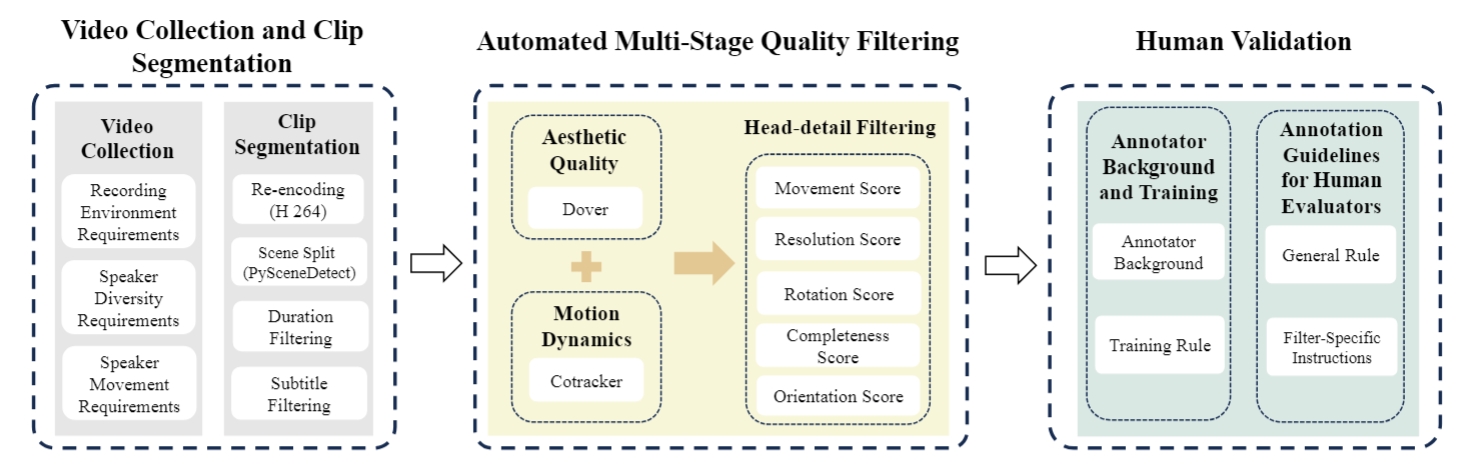 Video Collection and Clip
Segmentation
Video
Collection
Recording
Environment
Requirements
Speaker
Diversity
Requirements
Speaker
Movement
Requirements
Clip
Segmentation
Re-encoding
(H 264)
Scene Split
(PySceneDetect)
Duration
Filtering
Subtitle
Filtering
Automated Multi-Stage Quality Filtering
Aesthetic
Quality
Dover
Motion
Dynamics
Cotracker
Head-detail Filtering
Movement Score
Resolution Score
Rotation Score
Completeness
Score
Orientation Score
Human Validation
Annotator
Background
and Training
Annotator
Background
Training Rule
Annotation
Guidelines
for Human
Evaluators
General Rule
Filter-Specific
Instructions